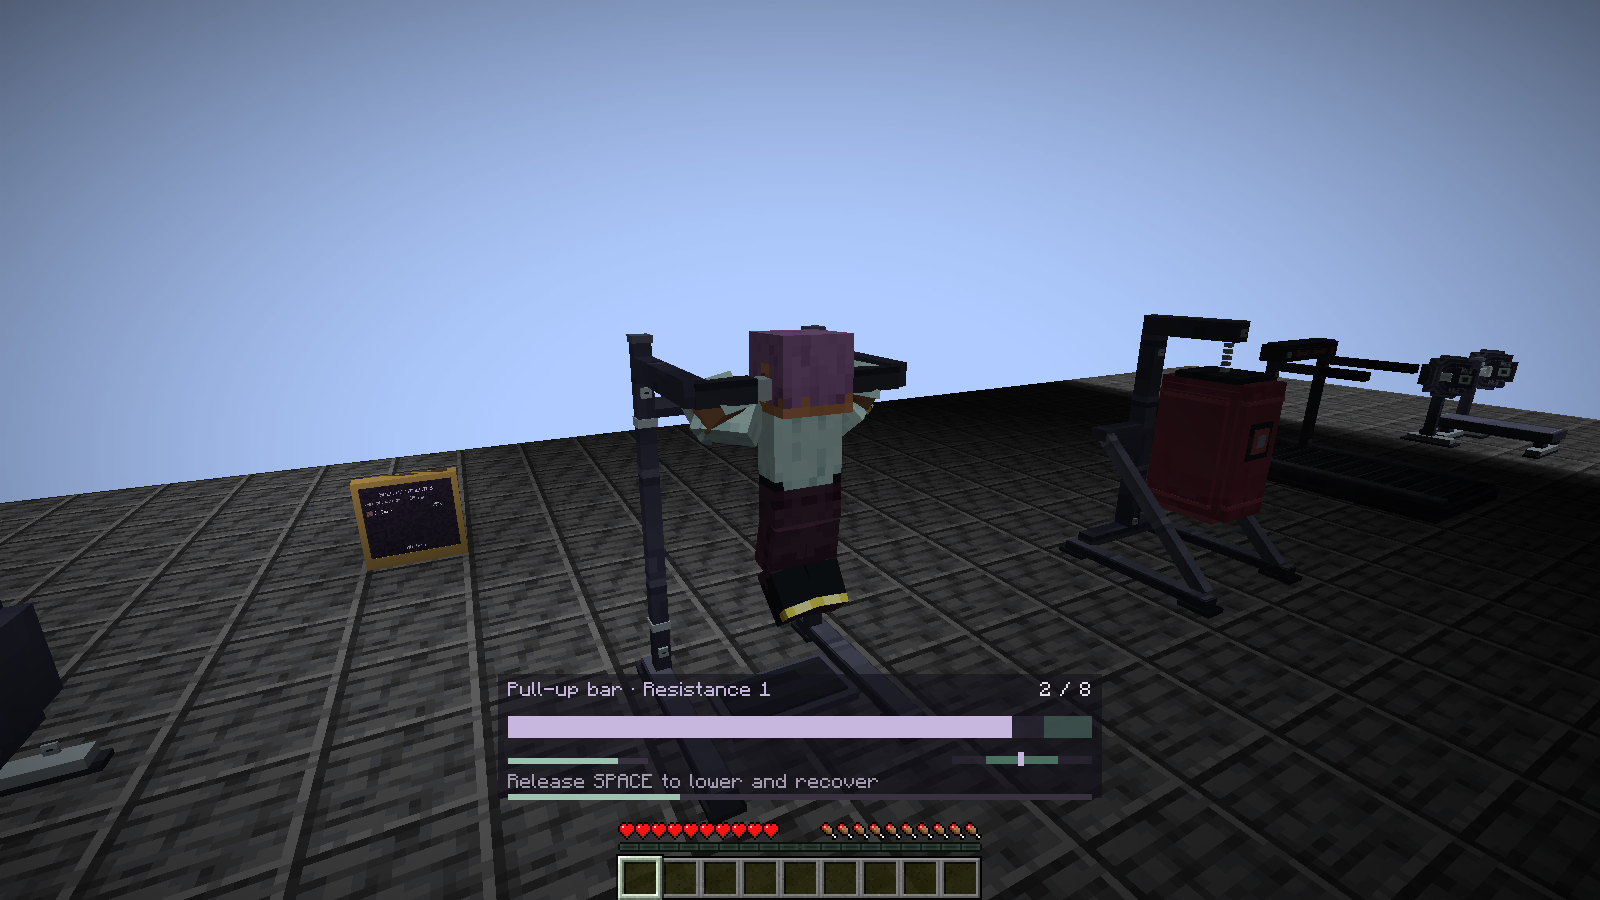 Pull-up bar · Resistance 1
2 / 8
Release SPACE to lower and recover